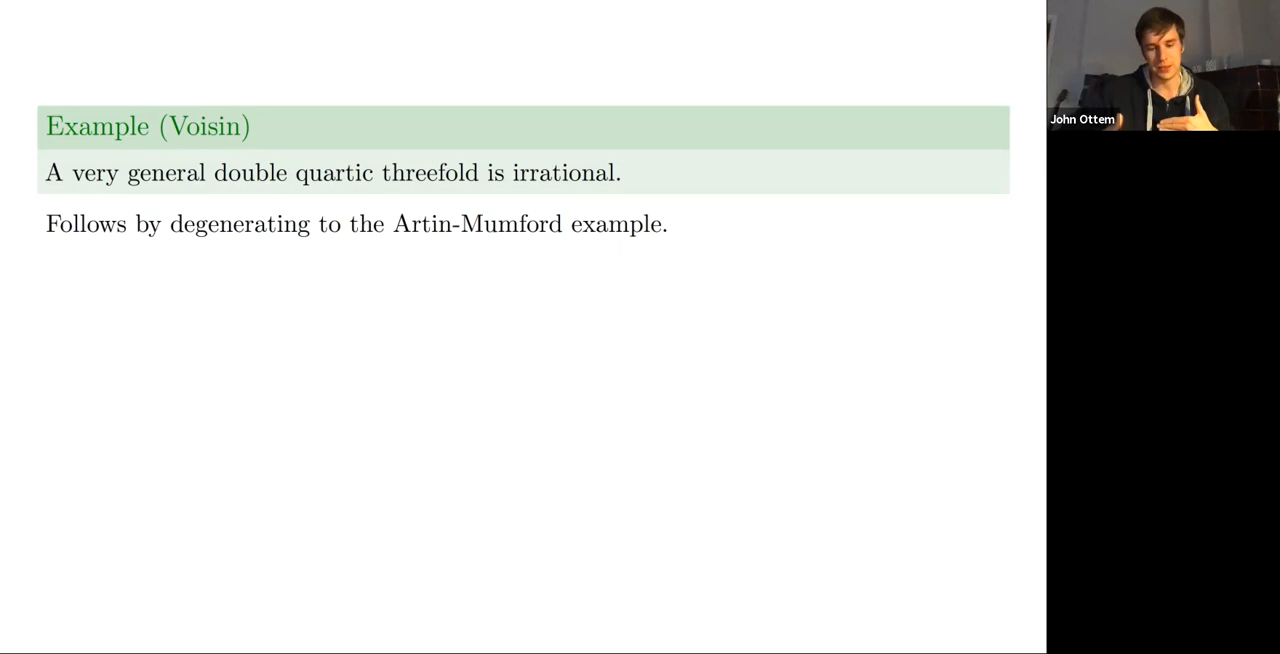 Example (Voisin)
A very general double quartic threefold is irrational.
Follows by degenerating to the Artin-Mumford example.
John Ottem